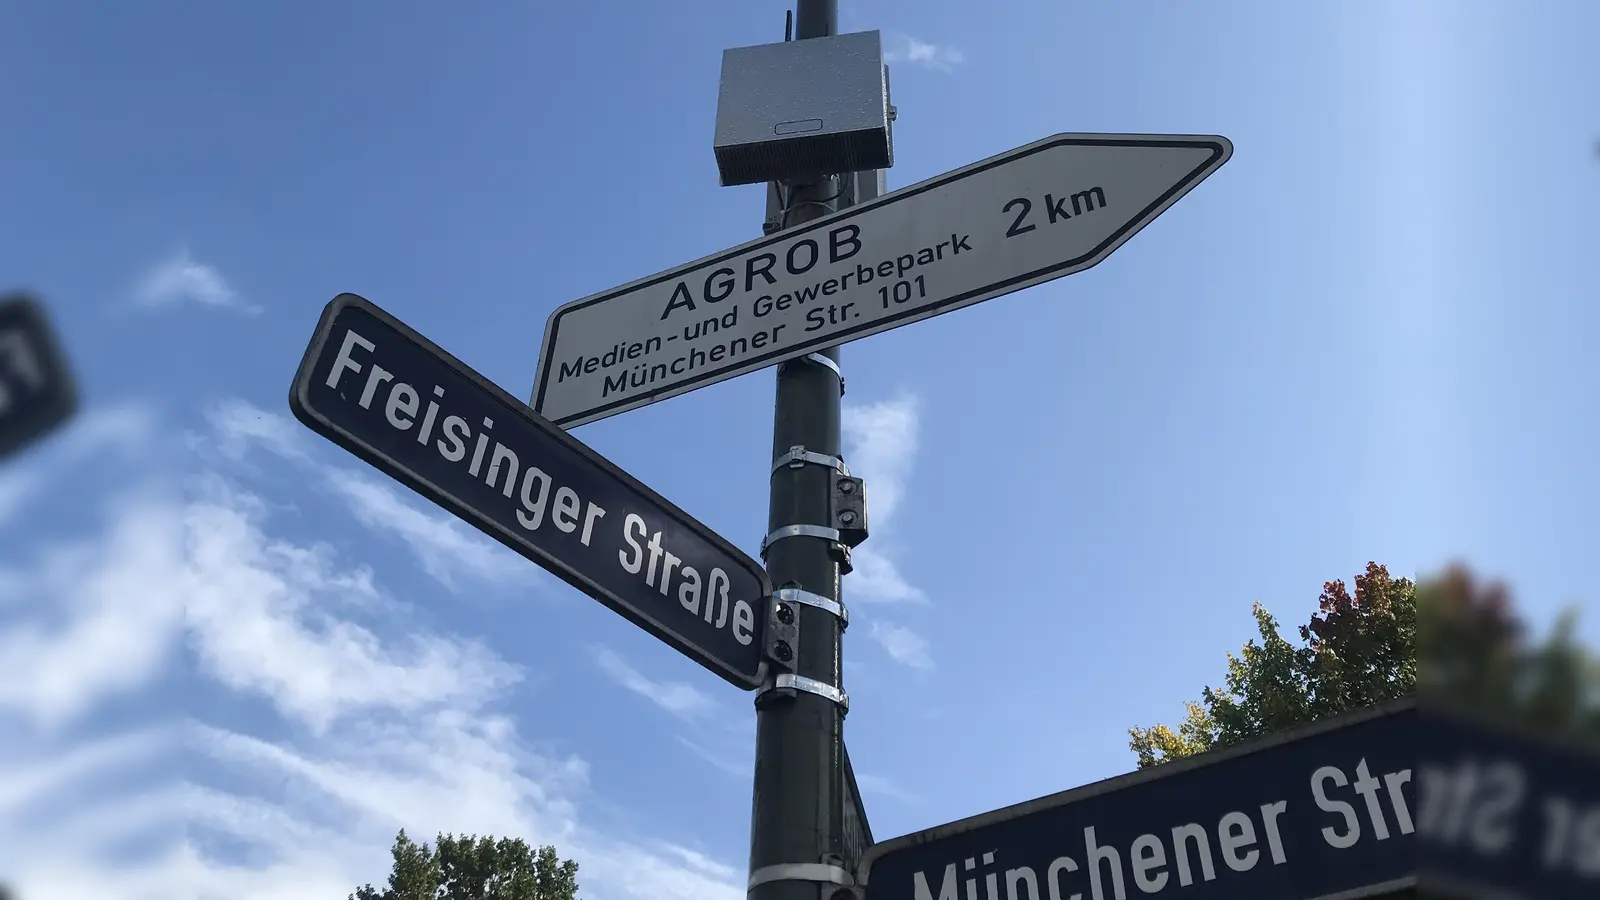 AGROB 2 km
Medien-und Gewerbepark
Münchener Str. 101
Freisinger Straße
Münchener Str